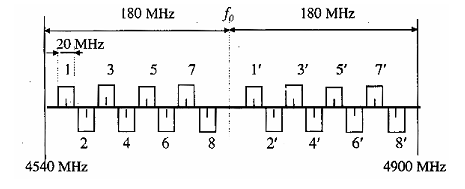 180 MHz f₀ 180 MHz
20 MHz
1 3 5 7 1′ 3′ 5′ 7′
2 4 6 8 2′ 4′ 6′ 8′
4540 MHz 4900 MHz